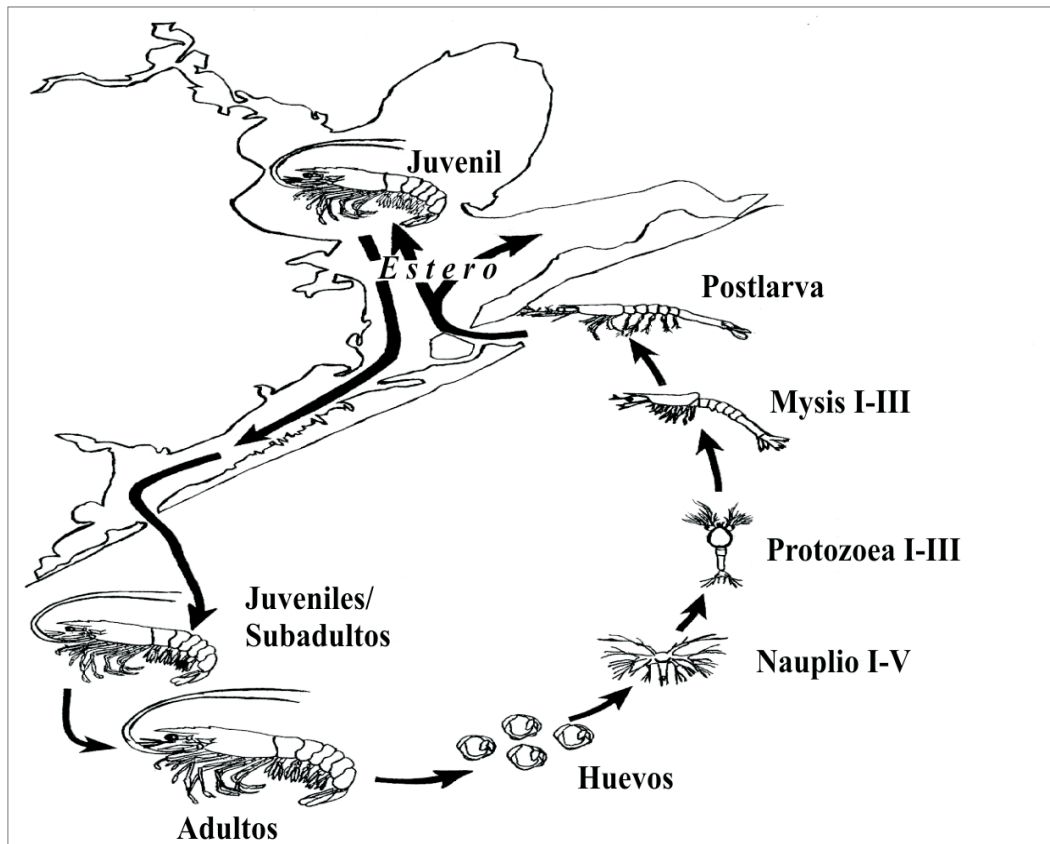 Juvenil
Estero
Postlarva
Mysis I-III
Protozoea I-III
Juveniles/
Subadultos
Nauplio I-V
Huevos
Adultos